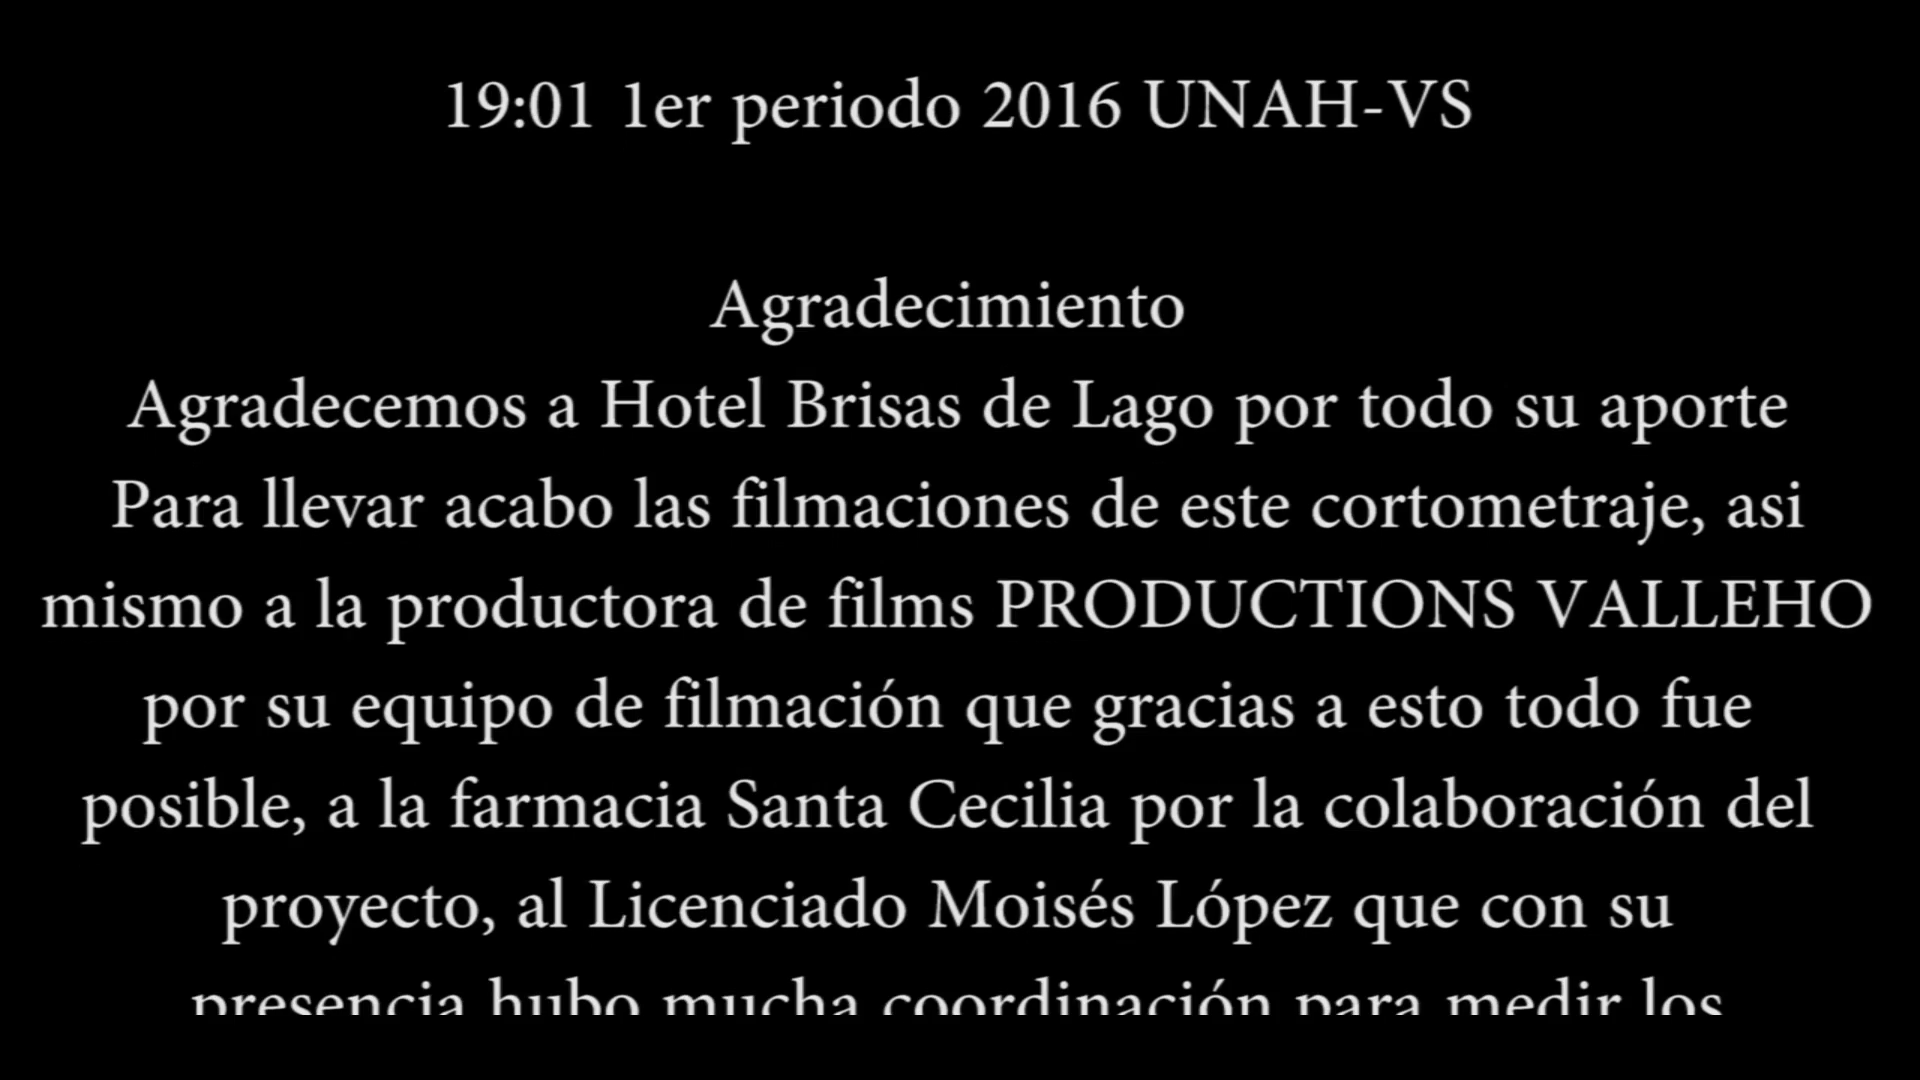 19:01 1er periodo 2016 UNAH-VS
Agradecimiento
Agradecemos a Hotel Brisas de Lago por todo su aporte
Para llevar acabo las filmaciones de este cortometraje, asi
mismo a la productora de films PRODUCTIONS VALLEHO
por su equipo de filmación que gracias a esto todo fue
posible, a la farmacia Santa Cecilia por la colaboración del
proyecto, al Licenciado Moisés López que con su
presencia hubo mucha coordinación para medir los